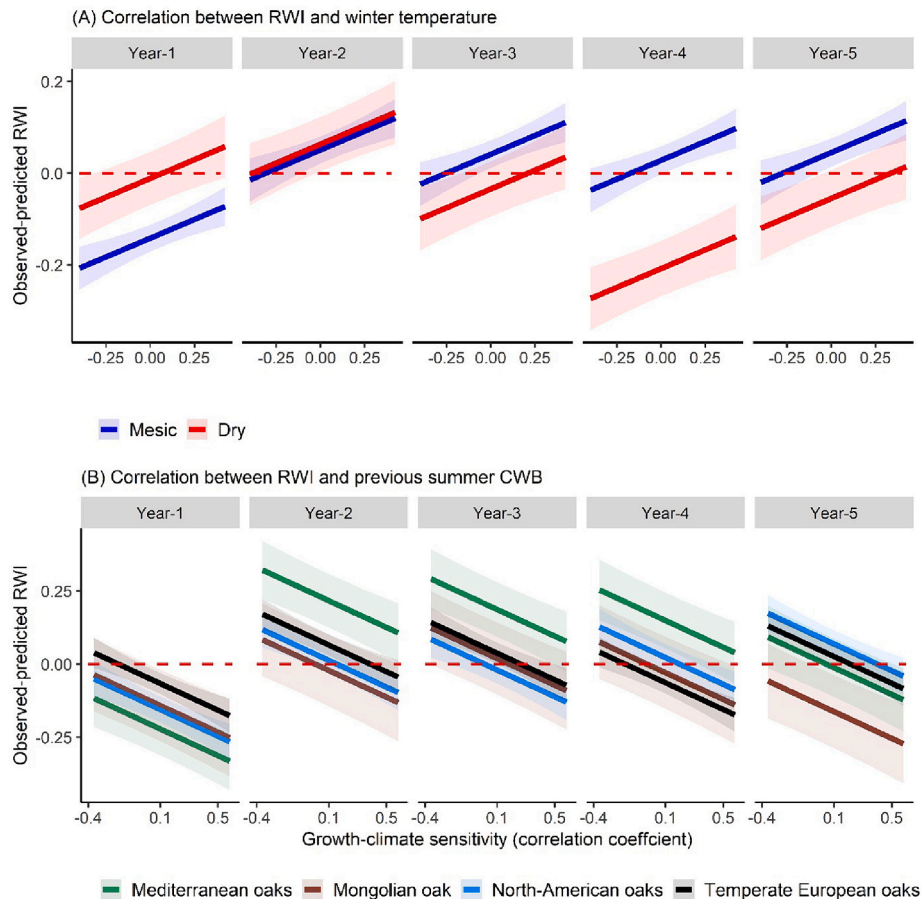 (A) Correlation between RWI and winter temperature
Year-1 Year-2 Year-3 Year-4 Year-5
0.2
0.0
-0.2
Observed-predicted RWI
-0.25 0.00 0.25 -0.25 0.00 0.25 -0.25 0.00 0.25 -0.25 0.00 0.25 -0.25 0.00 0.25
Mesic Dry
(B) Correlation between RWI and previous summer CWB
Year-1 Year-2 Year-3 Year-4 Year-5
0.25
0.00
-0.25
Observed-predicted RWI
-0.4 0.1 0.5 -0.4 0.1 0.5 -0.4 0.1 0.5 -0.4 0.1 0.5 -0.4 0.1 0.5
Growth-climate sensitivity (correlation coeffcient)
Mediterranean oaks Mongolian oak North-American oaks Temperate European oaks